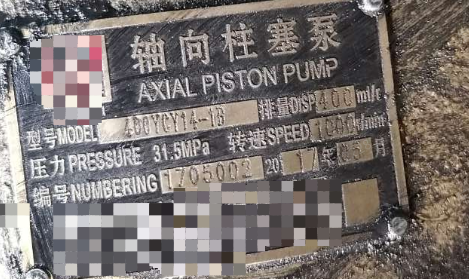 轴向柱塞泵
AXIAL PISTON PUMP
型号MODEL 400YCY14-1B 排量DISP 400 ml/r
压力PRESSURE 31.5MPa 转速SPEED 1000r/min
编号NUMBERING 1705002 2017年05月